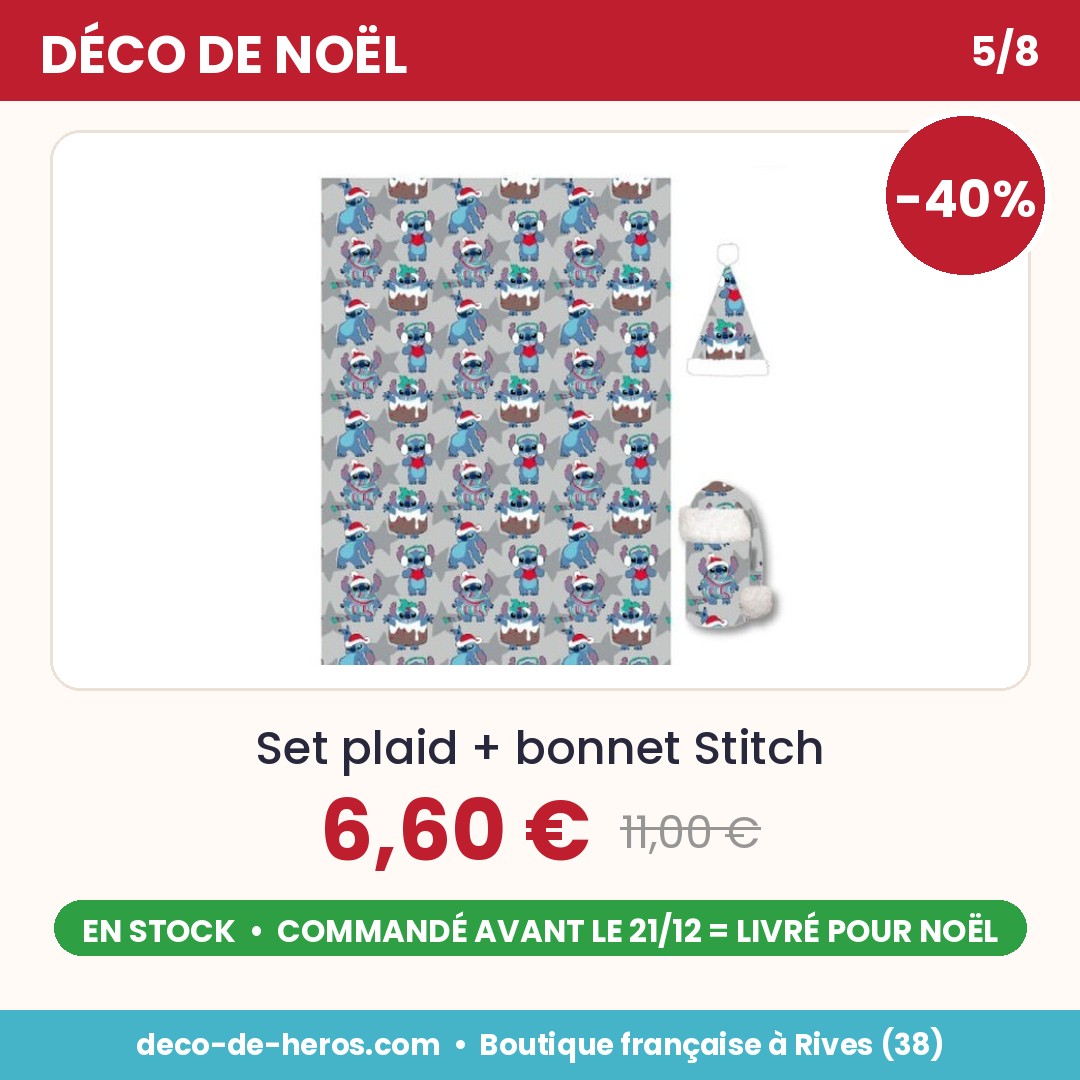 DÉCO DE NOËL
5/8
-40%
Set plaid + bonnet Stitch
6,60 € 11,00 €
EN STOCK • COMMANDÉ AVANT LE 21/12 = LIVRÉ POUR NOËL
deco-de-heros.com • Boutique française à Rives (38)